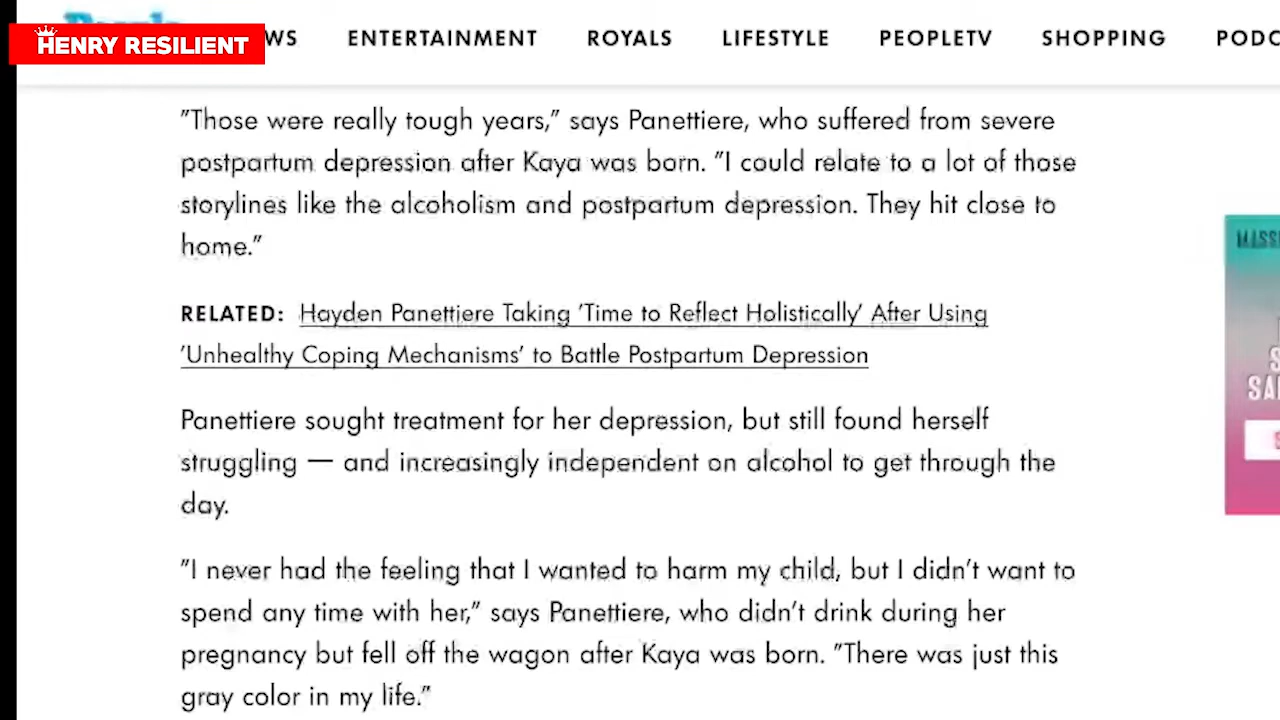 HENRY RESILIENT
WS ENTERTAINMENT ROYALS LIFESTYLE PEOPLETV SHOPPING PODC
"Those were really tough years," says Panettiere, who suffered from severe
postpartum depression after Kaya was born. "I could relate to a lot of those
storylines like the alcoholism and postpartum depression. They hit close to
home."
RELATED: Hayden Panettiere Taking 'Time to Reflect Holistically' After Using
'Unhealthy Coping Mechanisms' to Battle Postpartum Depression
Panettiere sought treatment for her depression, but still found herself
struggling — and increasingly independent on alcohol to get through the
day.
"I never had the feeling that I wanted to harm my child, but I didn't want to
spend any time with her," says Panettiere, who didn't drink during her
pregnancy but fell off the wagon after Kaya was born. "There was just this
gray color in my life."